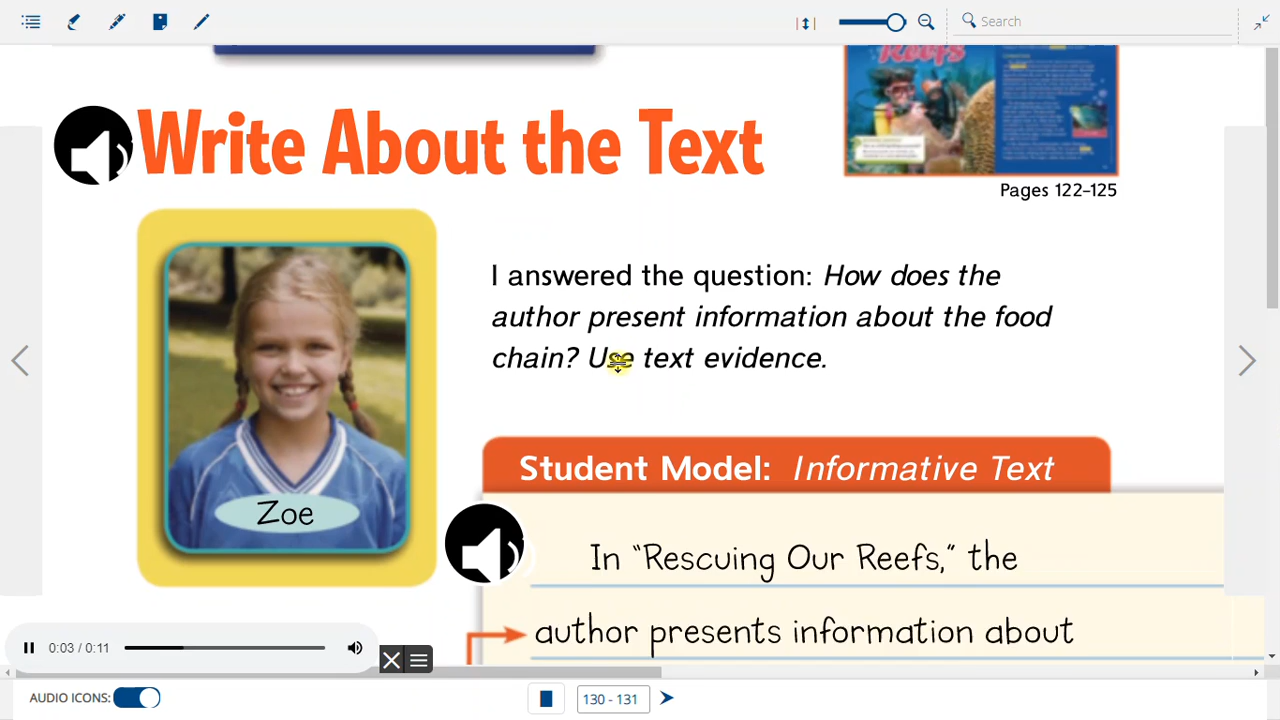 Search
Reefs
Write About the Text
Pages 122-125
I answered the question: How does the
author present information about the food
chain? Use text evidence.
Zoe
Student Model: Informative Text
In "Rescuing Our Reefs," the
author presents information about
0:03 / 0:11
AUDIO ICONS:
130 - 131